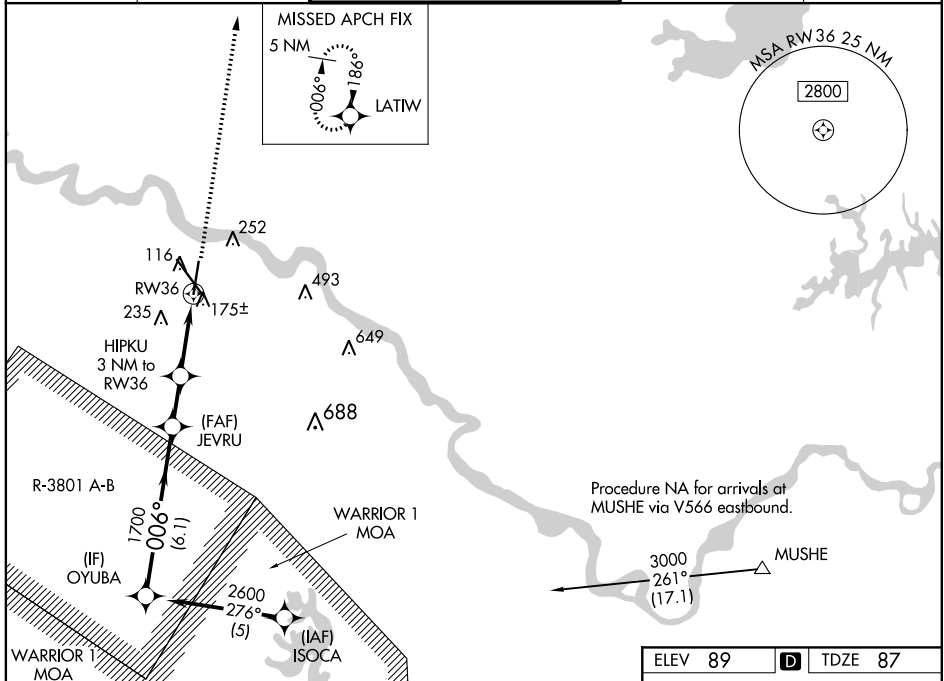 MISSED APCH FIX
5 NM
006°
186°
LATIW
MSA RW36 25 NM
2800
252
116
RW36
175±
493
235
649
HIPKU
3 NM to
RW36
688
(FAF)
JEVRU
R-3801 A-B
1700
006°
(6.1)
WARRIOR 1
MOA
Procedure NA for arrivals at
MUSHE via V566 eastbound.
3000
261°
(17.1)
MUSHE
(IF)
OYUBA
2600
276°
(5)
(IAF)
ISOCA
WARRIOR 1
MOA
ELEV 89 D TDZE 87